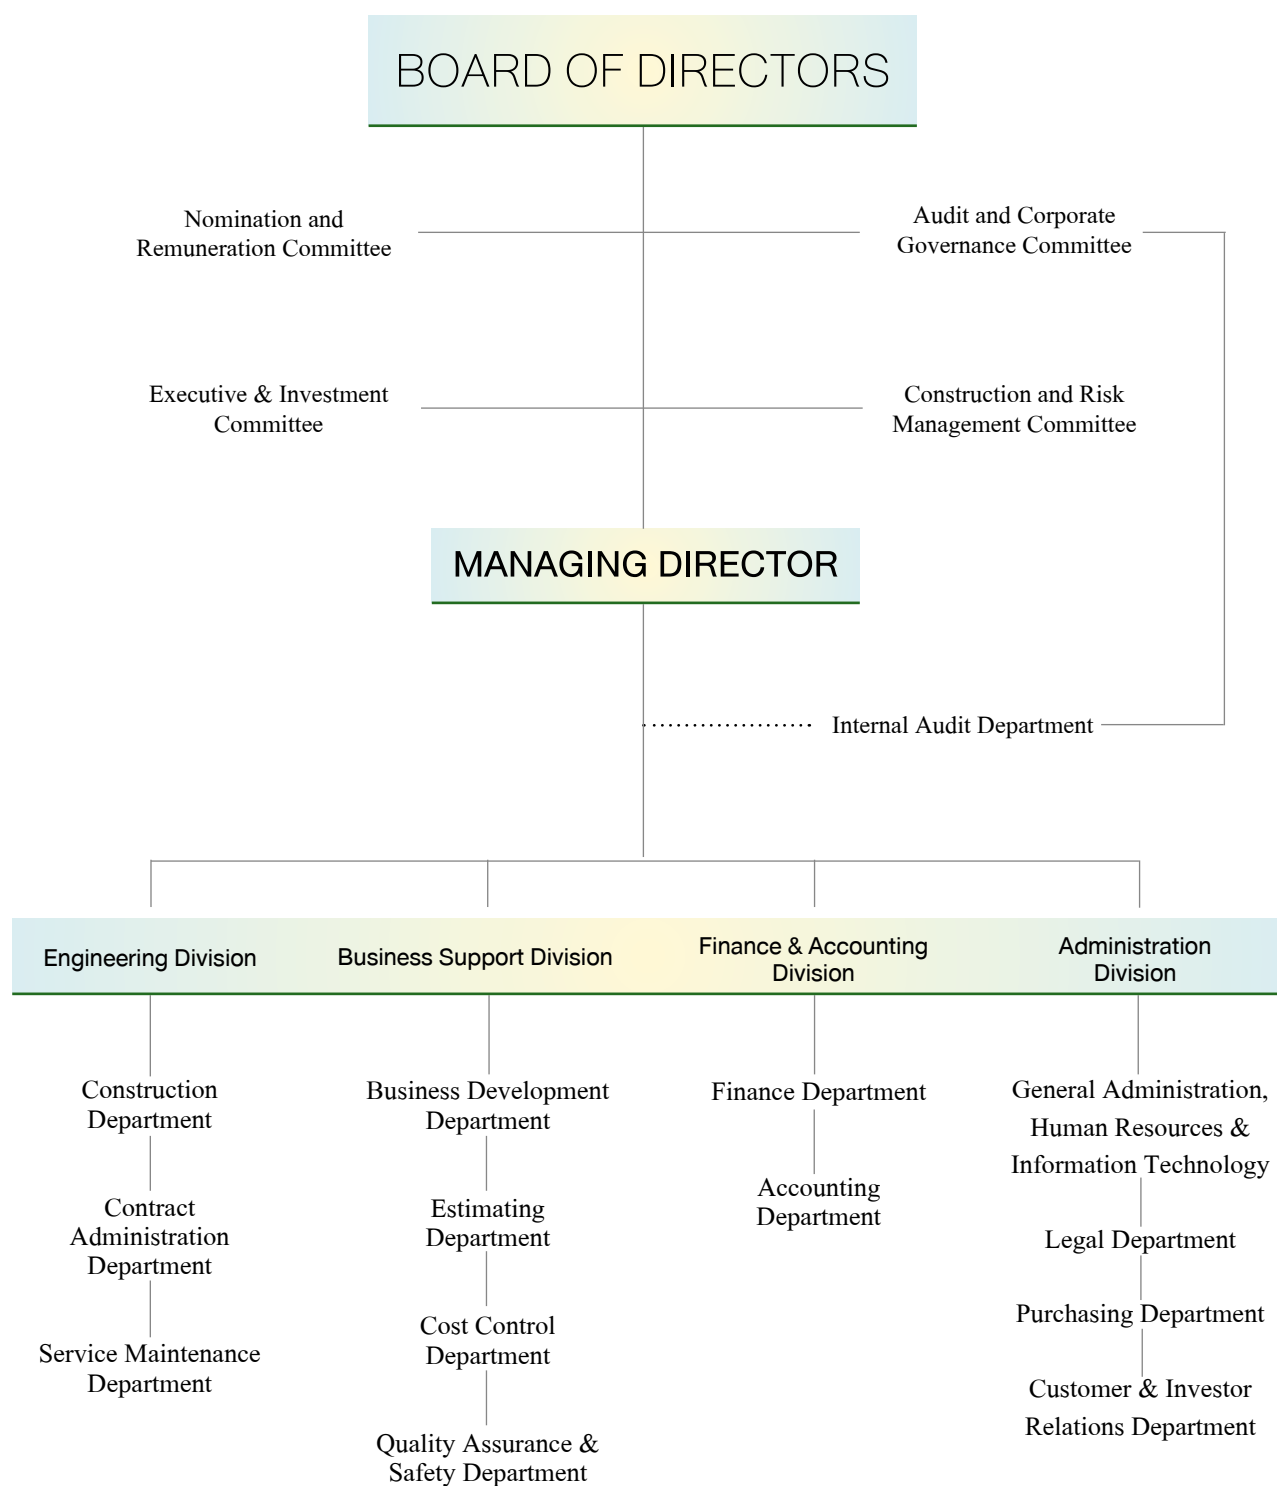 BOARD OF DIRECTORS
Nomination and
Remuneration Committee
Audit and Corporate
Governance Committee
Executive & Investment
Committee
Construction and Risk
Management Committee
MANAGING DIRECTOR
Internal Audit Department
Engineering Division
Business Support Division
Finance & Accounting
Division
Administration
Division
Construction
Department
Contract
Administration
Department
Service Maintenance
Department
Business Development
Department
Estimating
Department
Cost Control
Department
Quality Assurance &
Safety Department
Finance Department
Accounting
Department
General Administration,
Human Resources &
Information Technology
Legal Department
Purchasing Department
Customer & Investor
Relations Department